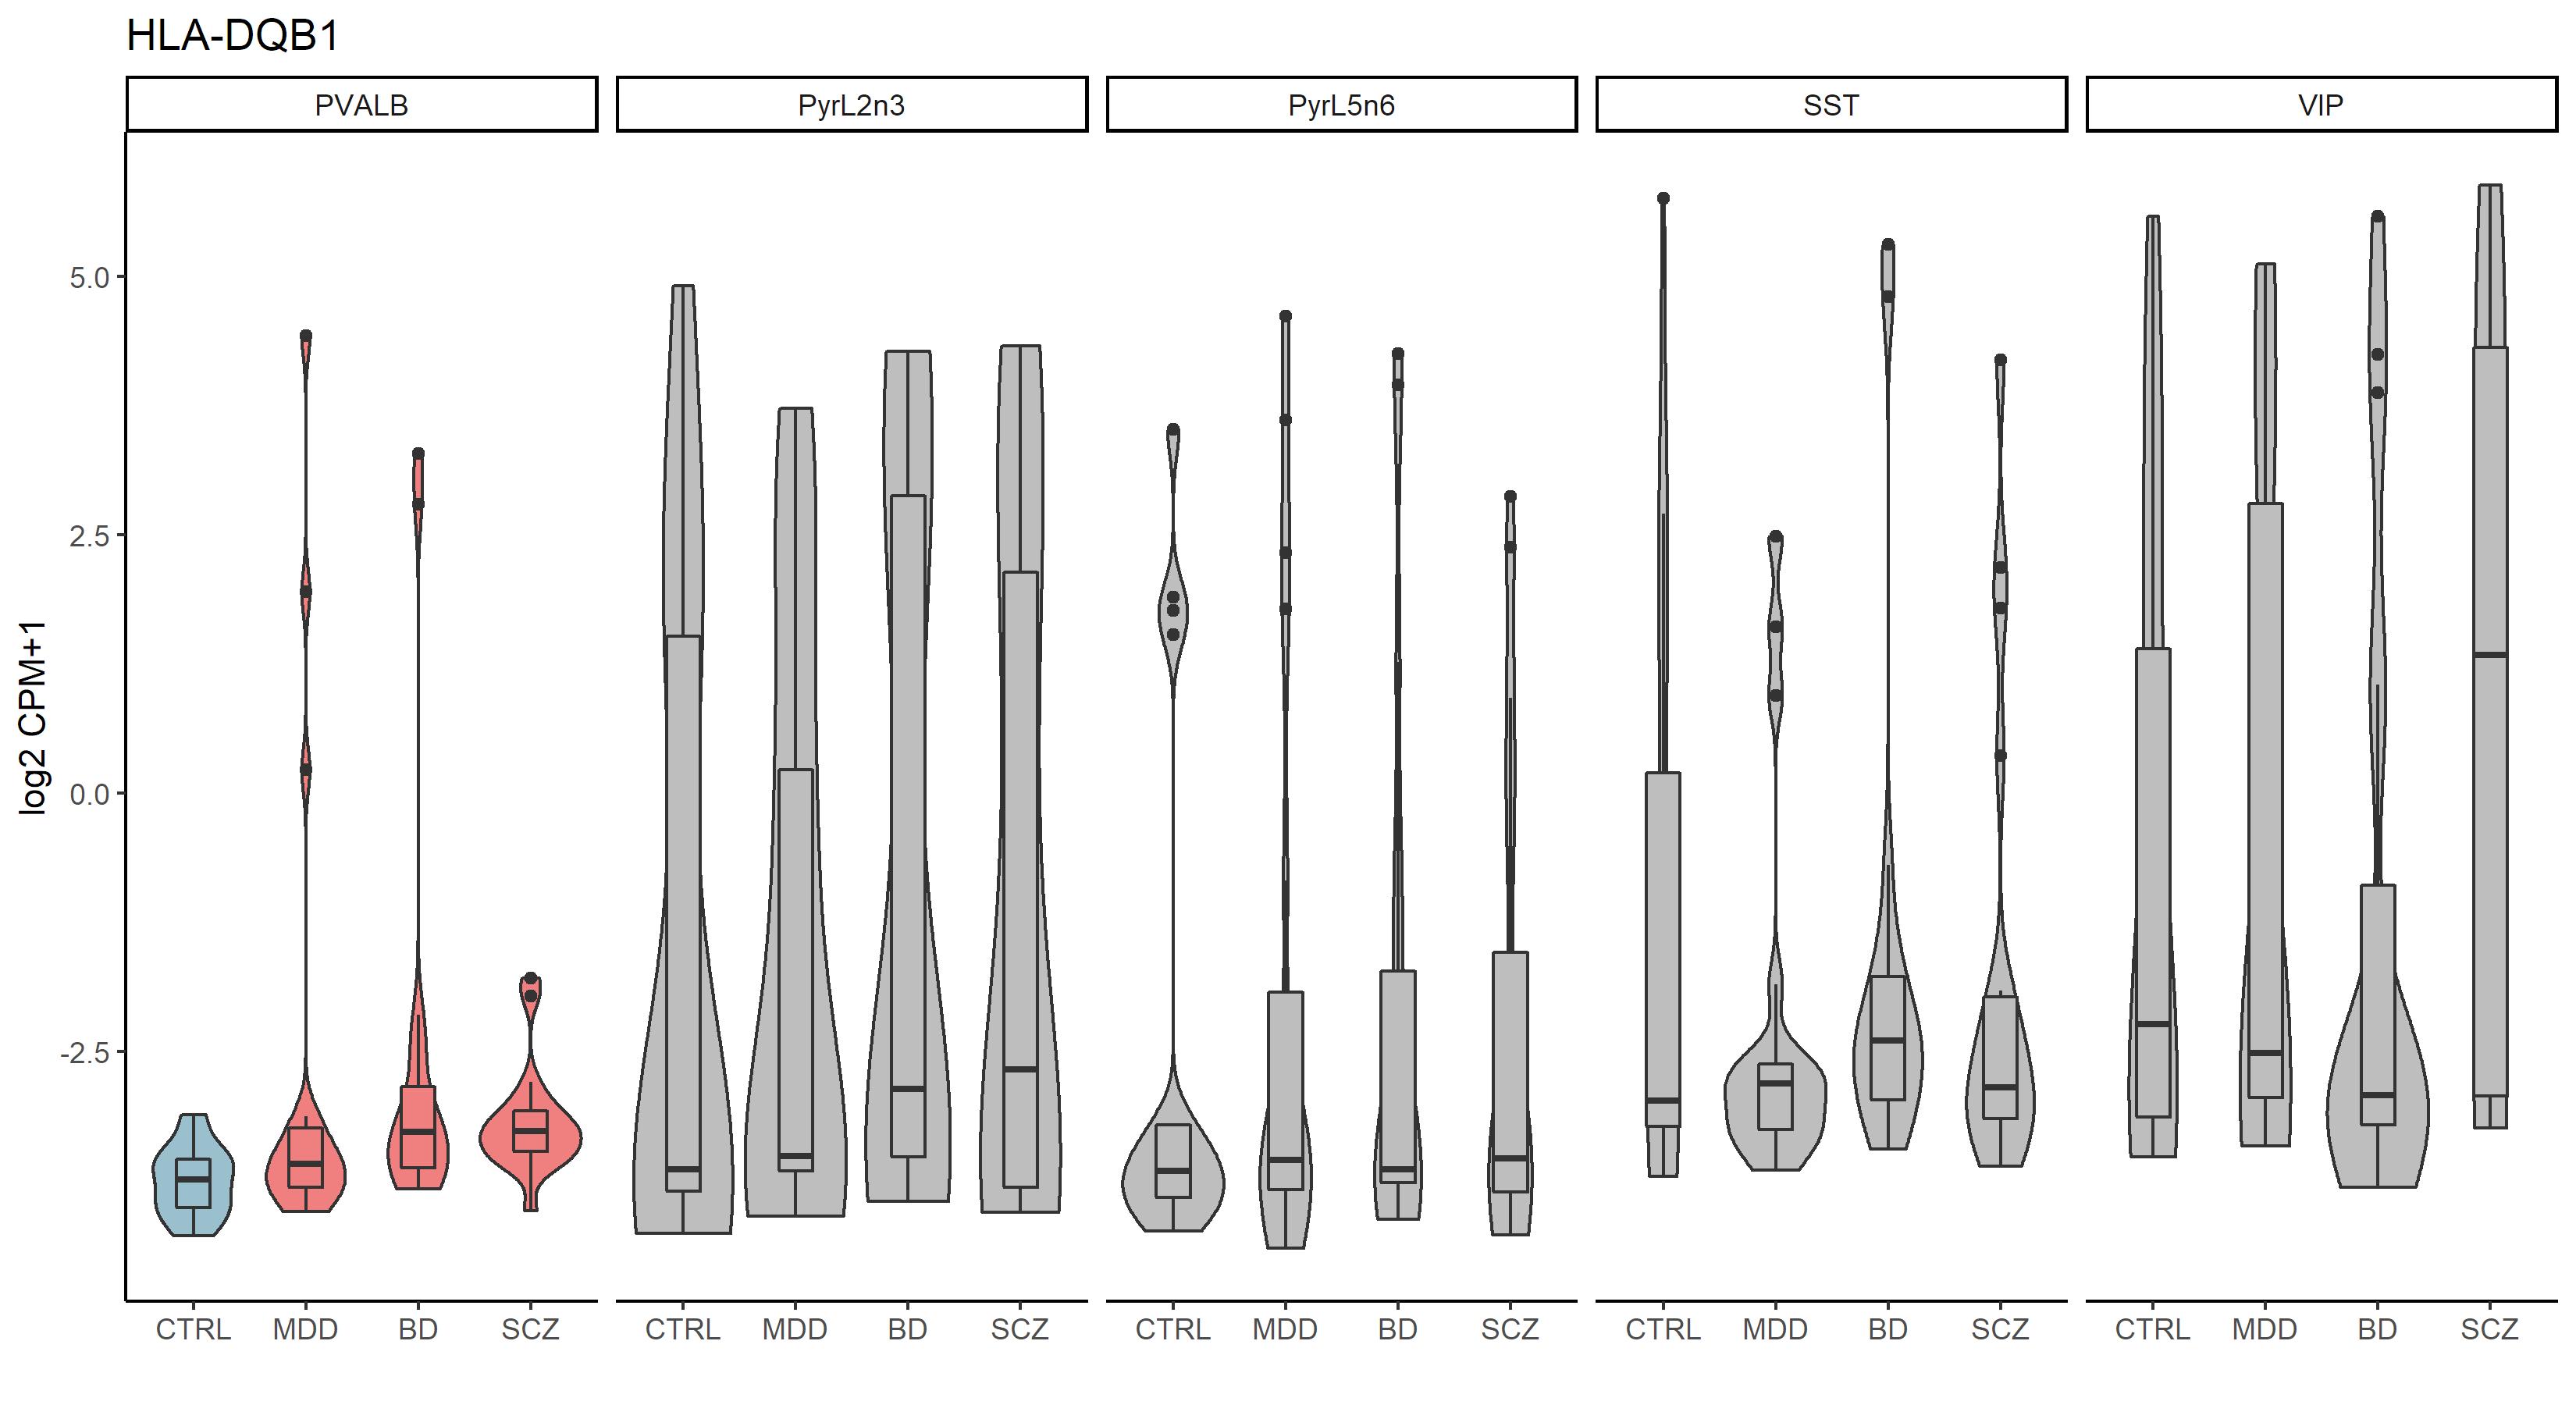 HLA-DQB1
PVALB PyrL2n3 PyrL5n6 SST VIP
log2 CPM+1
5.0
2.5
0.0
-2.5
CTRL MDD BD SCZ CTRL MDD BD SCZ CTRL MDD BD SCZ CTRL MDD BD SCZ CTRL MDD BD SCZ